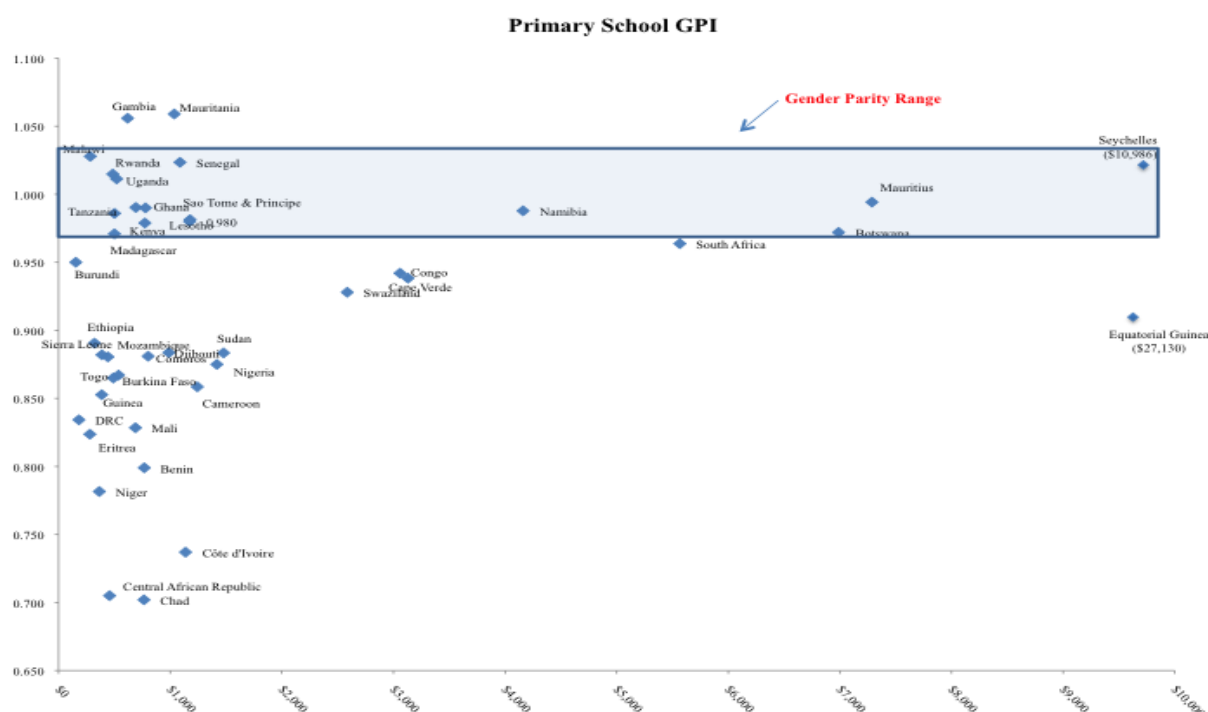 Primary School GPI
1.100
Gender Parity Range
Gambia
Mauritania
1.050
Seychelles
($10,986)
Malawi
Rwanda
Senegal
Uganda
Mauritius
1.000
Sao Tome & Principe
Tanzania
Ghana
Namibia
Lesotho
0.980
Kenya
Botswana
South Africa
Madagascar
0.950
Burundi
Congo
Cape Verde
Swaziland
0.900
Ethiopia
Equatorial Guinea
($27,130)
Sudan
Sierra Leone
Mozambique
Djibouti
Comoros
Nigeria
Togo
Burkina Faso
0.850
Guinea
Cameroon
DRC
Mali
Eritrea
0.800
Benin
Niger
0.750
Côte d'Ivoire
Central African Republic
0.700
Chad
0.650
$0
$1,000
$2,000
$3,000
$4,000
$5,000
$6,000
$7,000
$8,000
$9,000
$10,000